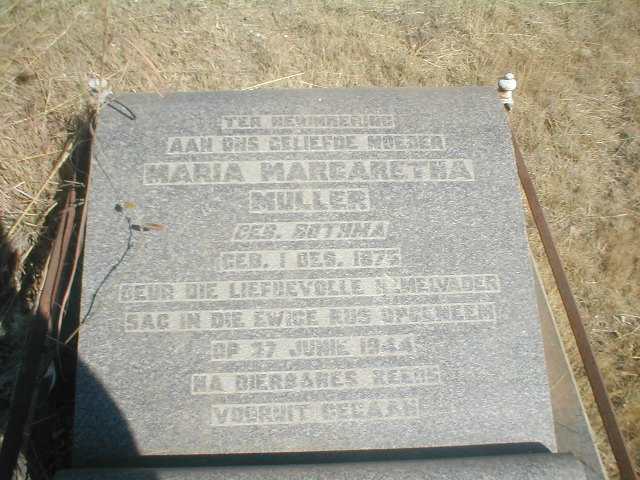 TER HERINNERING
AAN ONS GELIEFDE MOEDER
MARIA MARGARETHA
MULLER
GEB. BOTHMA
GEB. 1 DES. 1875
DEUR DIE LIEFDEVOLLE HEMELVADER
SAG IN DIE EWIGE RUS OPGENEEM
OP 27 JUNIE 1944
NA DIERBARES REEDS
VOORUIT GEGAAN